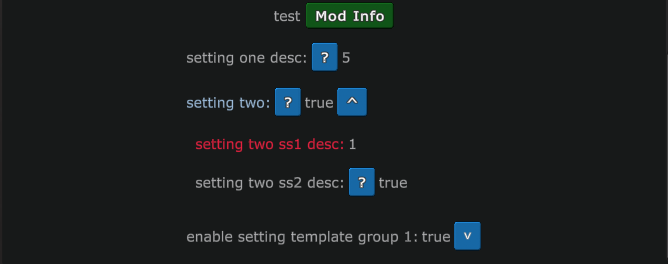 test Mod Info
setting one desc: ? 5
setting two: ? true ^
setting two ss1 desc: 1
setting two ss2 desc: ? true
enable setting template group 1: true v